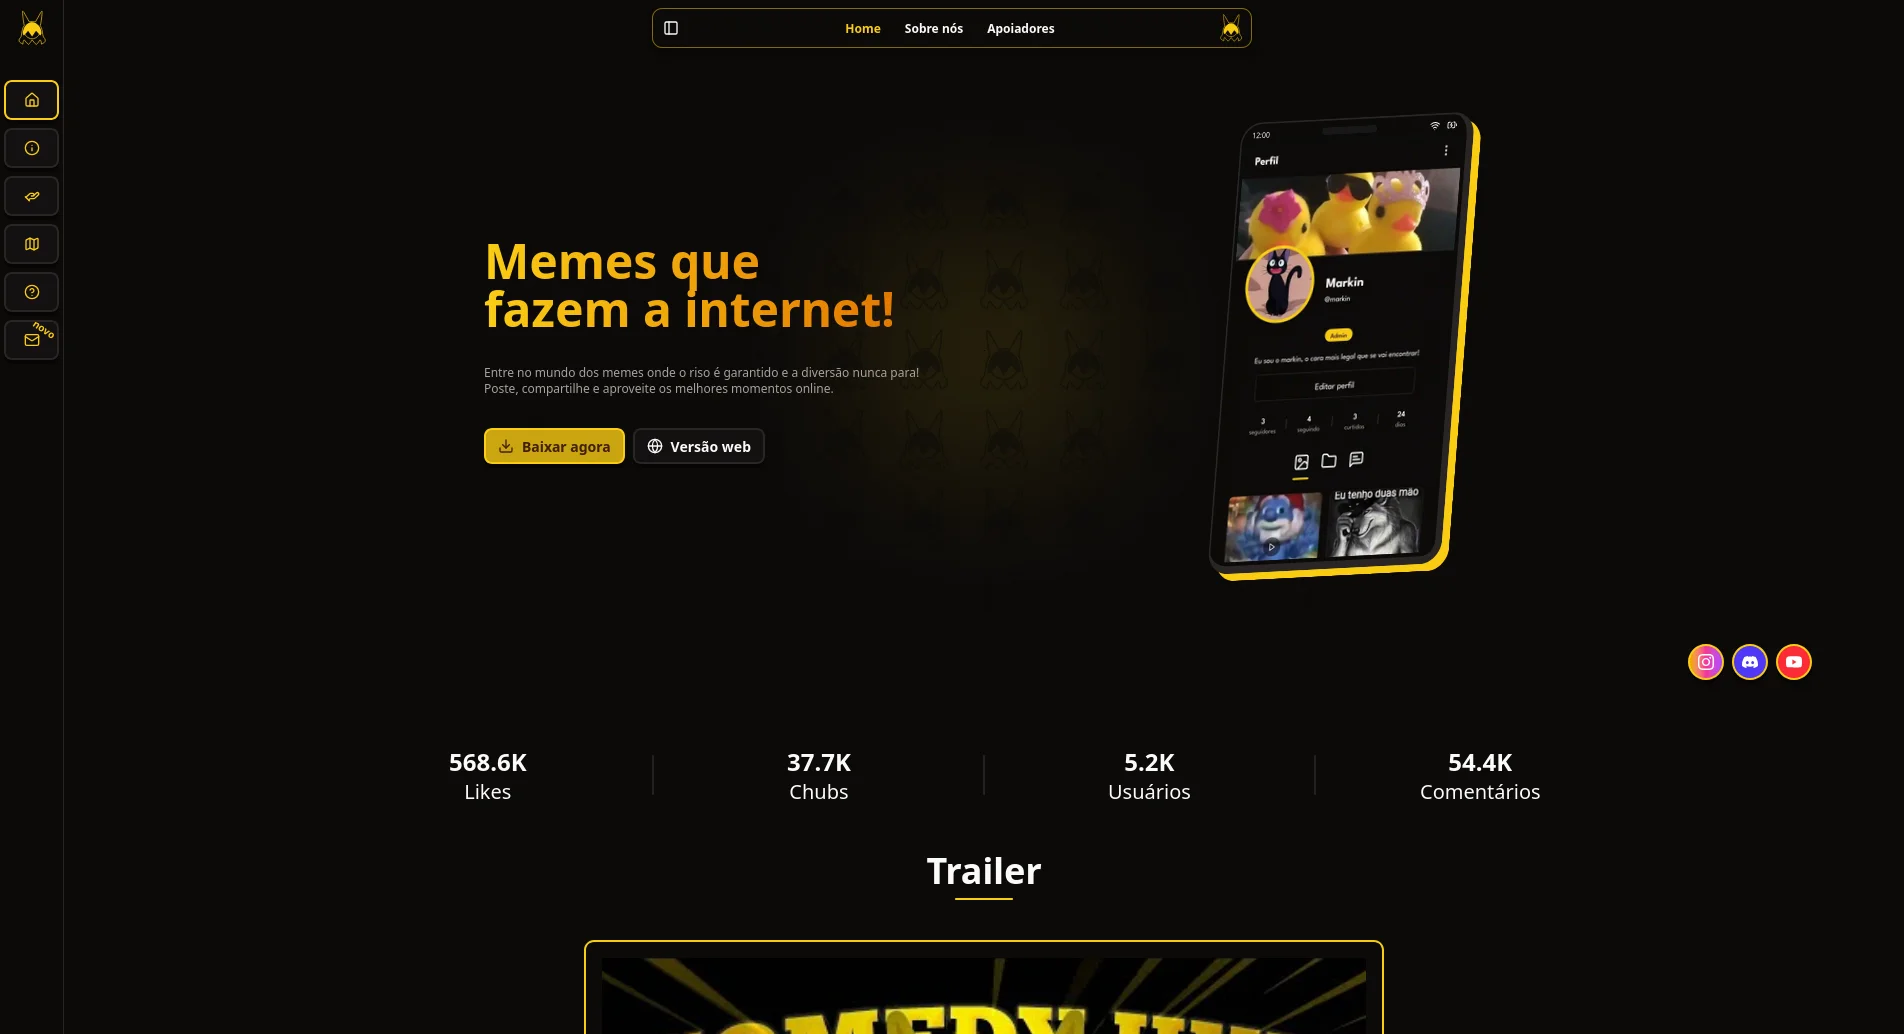 Home
Sobre nós
Apoiadores
novo
Memes que
fazem a internet!
Entre no mundo dos memes onde o riso é garantido e a diversão nunca para!
Poste, compartilhe e aproveite os melhores momentos online.
Baixar agora
Versão web
12:00
Perfil
Markin
@markin
Admin
Eu sou o markin, o cara mais legal que se vai encontrar!
Editar perfil
3
seguidores
4
seguindo
3
curtidas
24
dias
Eu tenho duas mão
568.6K
Likes
37.7K
Chubs
5.2K
Usuários
54.4K
Comentários
Trailer